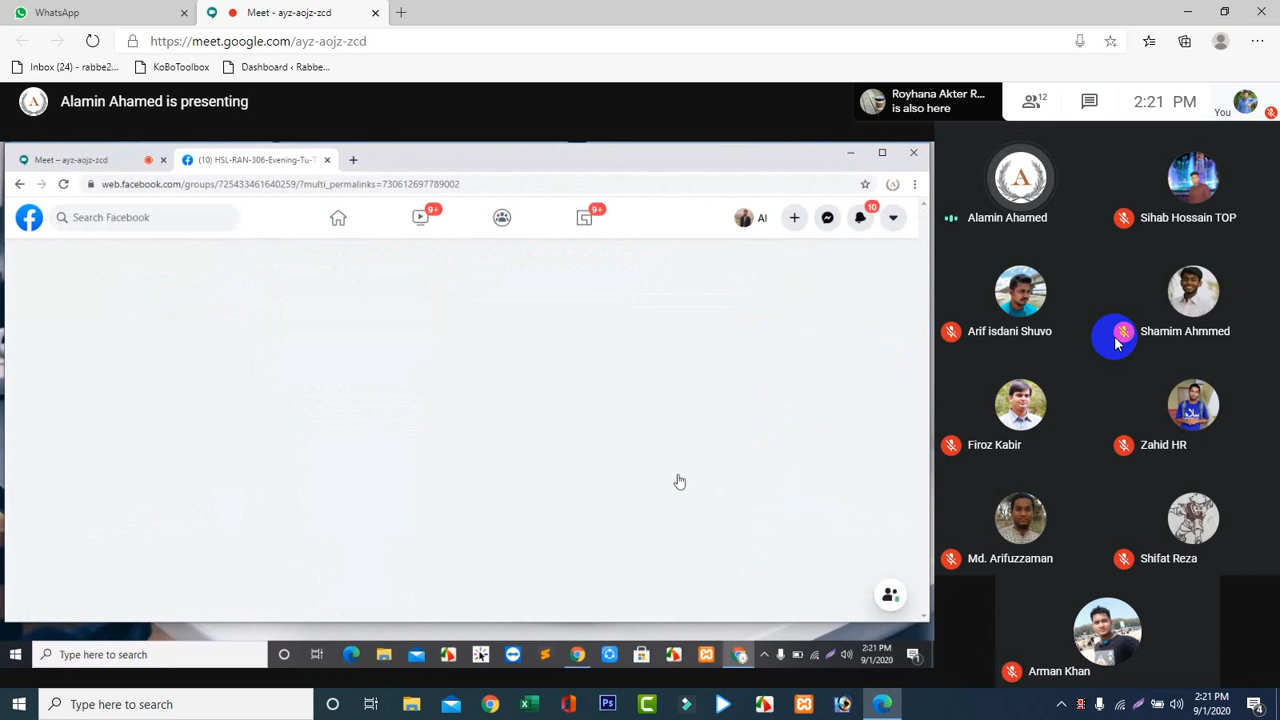 WhatsApp
Meet - ayz-aojz-zcd
https://meet.google.com/ayz-aojz-zcd
Inbox (24) - rabbe2...
KoBoToolbox
Dashboard ‹ Rabbe...
A
Alamin Ahamed is presenting
Royhana Akter R...
is also here
12
2:21 PM
You
Meet – ayz-aojz-zcd
(10) HSL-RAN-306-Evening-Tu-T
web.facebook.com/groups/725433461640259/?multi_permalinks=730612697789002
Search Facebook
9+
9+
Al
10
A
Alamin Ahamed
Sihab Hossain TOP
Arif isdani Shuvo
Shamim Ahmmed
Firoz Kabir
Zahid HR
Md. Arifuzzaman
Shifat Reza
Arman Khan
Type here to search
2:21 PM
9/1/2020
1
Type here to search
Ps
2:21 PM
9/1/2020
4